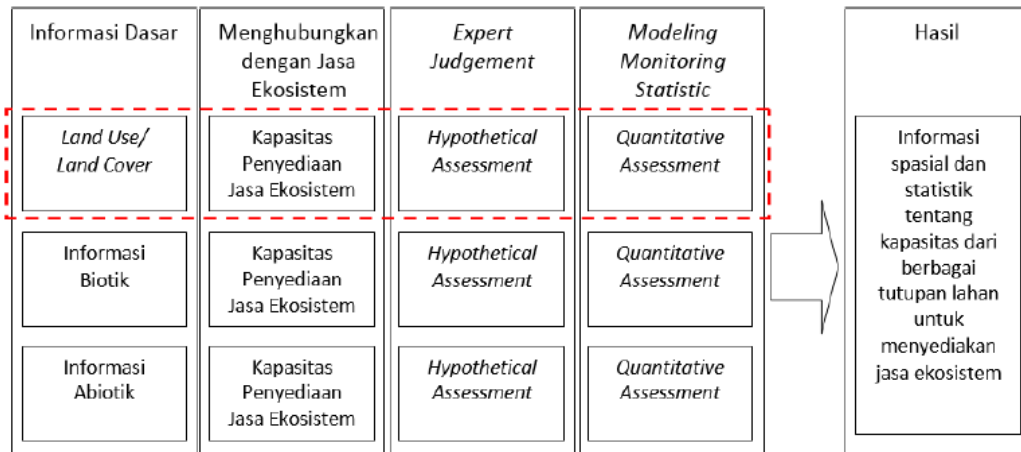 Informasi Dasar
Menghubungkan
dengan Jasa
Ekosistem
Expert
Judgement
Modeling
Monitoring
Statistic
Hasil
Land Use/
Land Cover
Kapasitas
Penyediaan
Jasa Ekosistem
Hypothetical
Assessment
Quantitative
Assessment
Informasi
Biotik
Kapasitas
Penyediaan
Jasa Ekosistem
Hypothetical
Assessment
Quantitative
Assessment
Informasi
Abiotik
Kapasitas
Penyediaan
Jasa Ekosistem
Hypothetical
Assessment
Quantitative
Assessment
Informasi
spasial dan
statistik
tentang
kapasitas dari
berbagai
tutupan lahan
untuk
menyediakan
jasa ekosistem